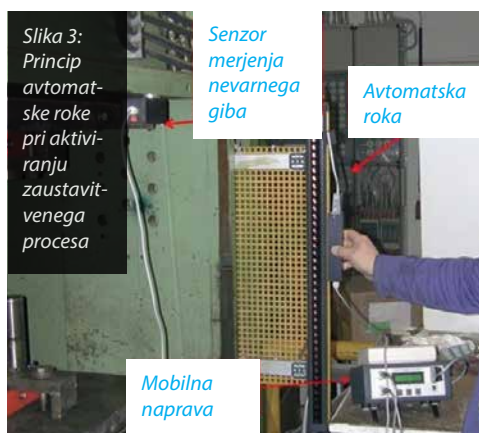 Slika 3:
Princip
avtomat-
ske roke
pri aktivi-
ranju
zaustavit-
venega
procesa
Senzor
merjenja
nevarnega
giba
Avtomatska
roka
Mobilna
naprava